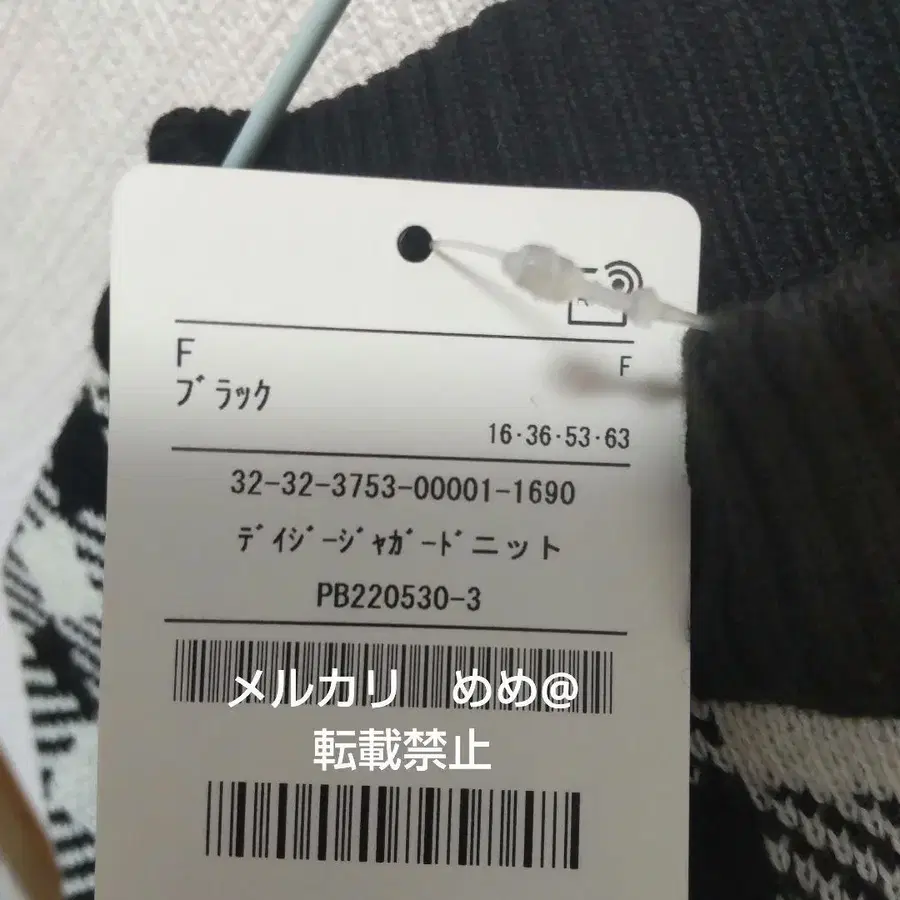 F F
ﾌﾞﾗｯｸ
16･36･53･63
32-32-3753-00001-1690
ﾃﾞｲｼﾞｰｼﾞｬｶﾞｰﾄﾞニット
PB220530-3
メルカリ　めめ@
転載禁止